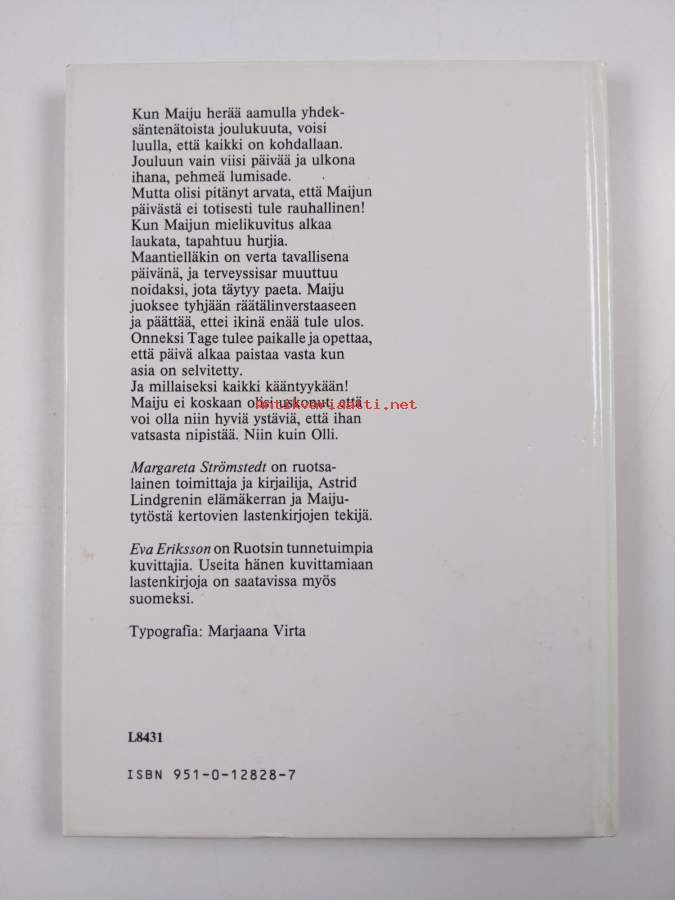 Kun Maiju herää aamulla yhdek-
säntenätoista joulukuuta, voisi
luulla, että kaikki on kohdallaan.
Jouluun vain viisi päivää ja ulkona
ihana, pehmeä lumisade.
Mutta olisi pitänyt arvata, että Maijun
päivästä ei totisesti tule rauhallinen!
Kun Maijun mielikuvitus alkaa
laukata, tapahtuu hurjia.
Maantielläkin on verta tavallisena
päivänä, ja terveyssisar muuttuu
noidaksi, jota täytyy paeta. Maiju
juoksee tyhjään räätälinverstaaseen
ja päättää, ettei ikinä enää tule ulos.
Onneksi Tage tulee paikalle ja opettaa,
että päivä alkaa paistaa vasta kun
asia on selvitetty.
Ja millaiseksi kaikki kääntyykään!
Maiju ei koskaan olisi uskonut, että
voi olla niin hyviä ystäviä, että ihan
vatsasta nipistää. Niin kuin Olli.
Margareta Strömstedt on ruotsa-
lainen toimittaja ja kirjailija, Astrid
Lindgrenin elämäkerran ja Maiju-
tytöstä kertovien lastenkirjojen tekijä.
Eva Eriksson on Ruotsin tunnetuimpia
kuvittajia. Useita hänen kuvittamiaan
lastenkirjoja on saatavissa myös
suomeksi.
Typografia: Marjaana Virta
L8431
ISBN 951-0-12828-7
antikvariaatti.net